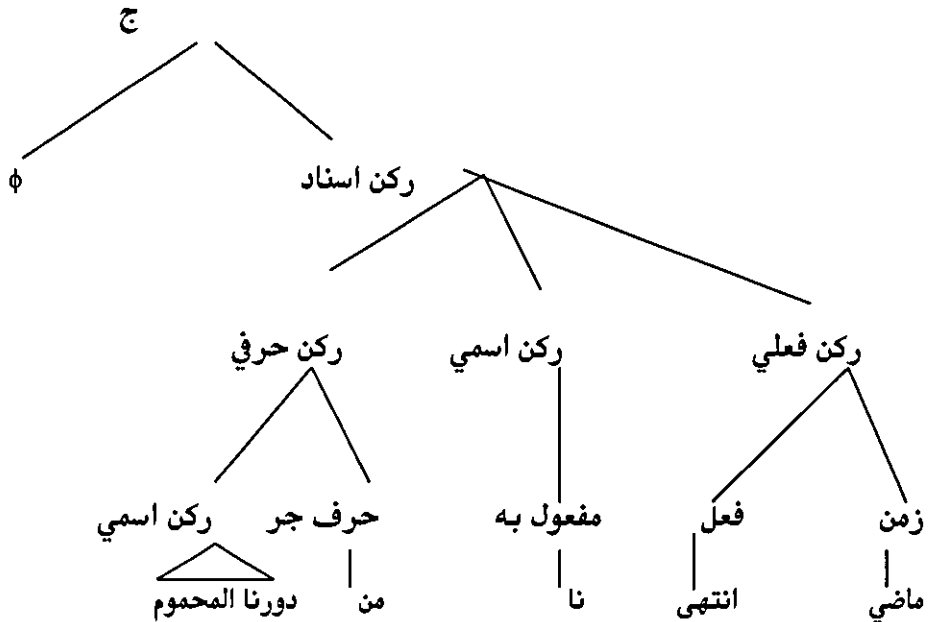 ج
ركن اسناد ϕ
ركن فعلي ركن اسمي ركن حرفي
زمن فعل مفعول به حرف جر ركن اسمي
ماضي انتهى نا من دورنا المحموم